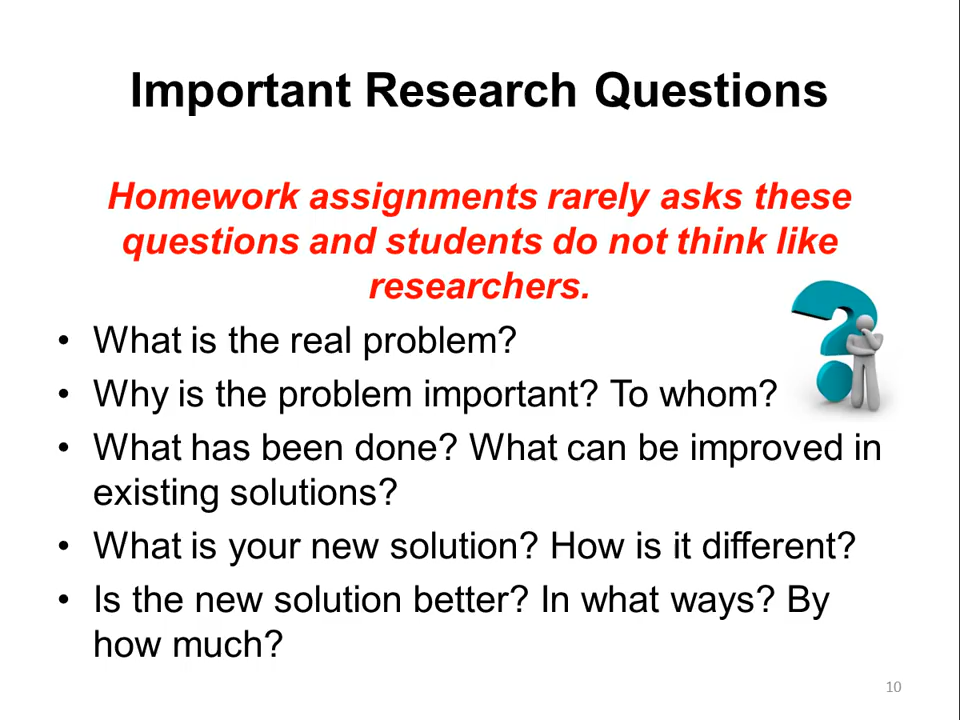 Important Research Questions
Homework assignments rarely asks these
questions and students do not think like
researchers.
• What is the real problem?
• Why is the problem important? To whom?
• What has been done? What can be improved in
existing solutions?
• What is your new solution? How is it different?
• Is the new solution better? In what ways? By
how much?
10